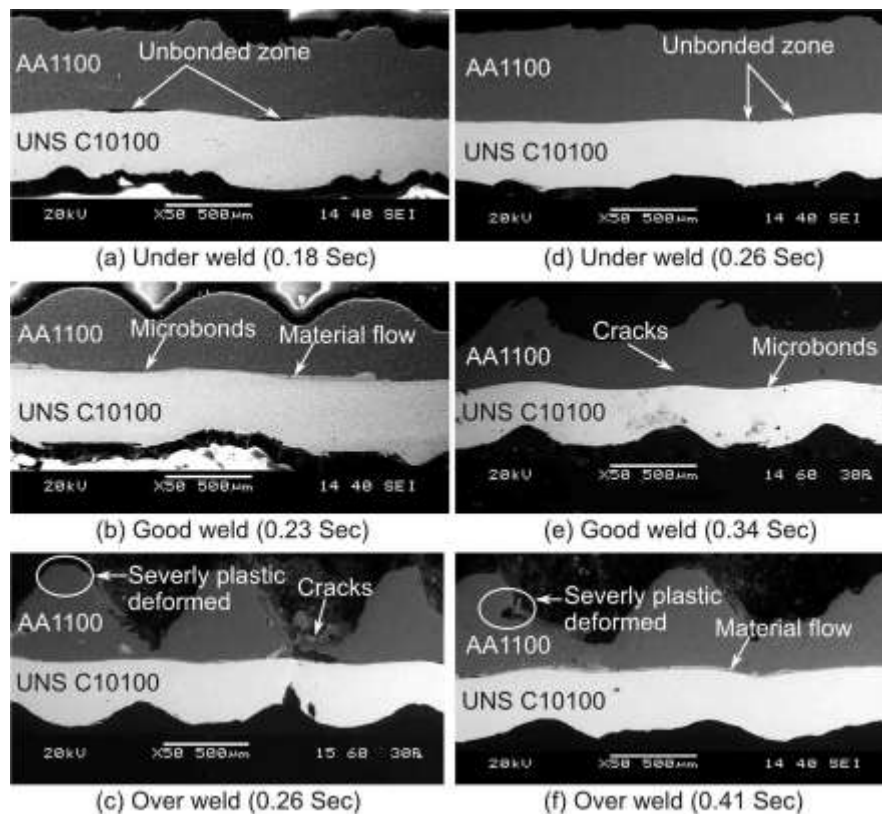 AA1100
Unbonded zone
UNS C10100
20kV X50 500μm 14 40 SEI
(a) Under weld (0.18 Sec)
Unbonded zone
AA1100
UNS C10100
20kV X50 500μm 14 40 SEI
(d) Under weld (0.26 Sec)
AA1100
Microbonds
Material flow
UNS C10100
20kV X50 500μm 14 40 SEI
(b) Good weld (0.23 Sec)
AA1100
Cracks
Microbonds
UNS C10100
20kV X50 500μm 14 60 30Pa
(e) Good weld (0.34 Sec)
Severly plastic
deformed
Cracks
AA1100
UNS C10100
20kV X50 500μm 15 60 30Pa
(c) Over weld (0.26 Sec)
Severly plastic
deformed
Material flow
AA1100
UNS C10100
20kV X50 500μm 14 40 SEI
(f) Over weld (0.41 Sec)